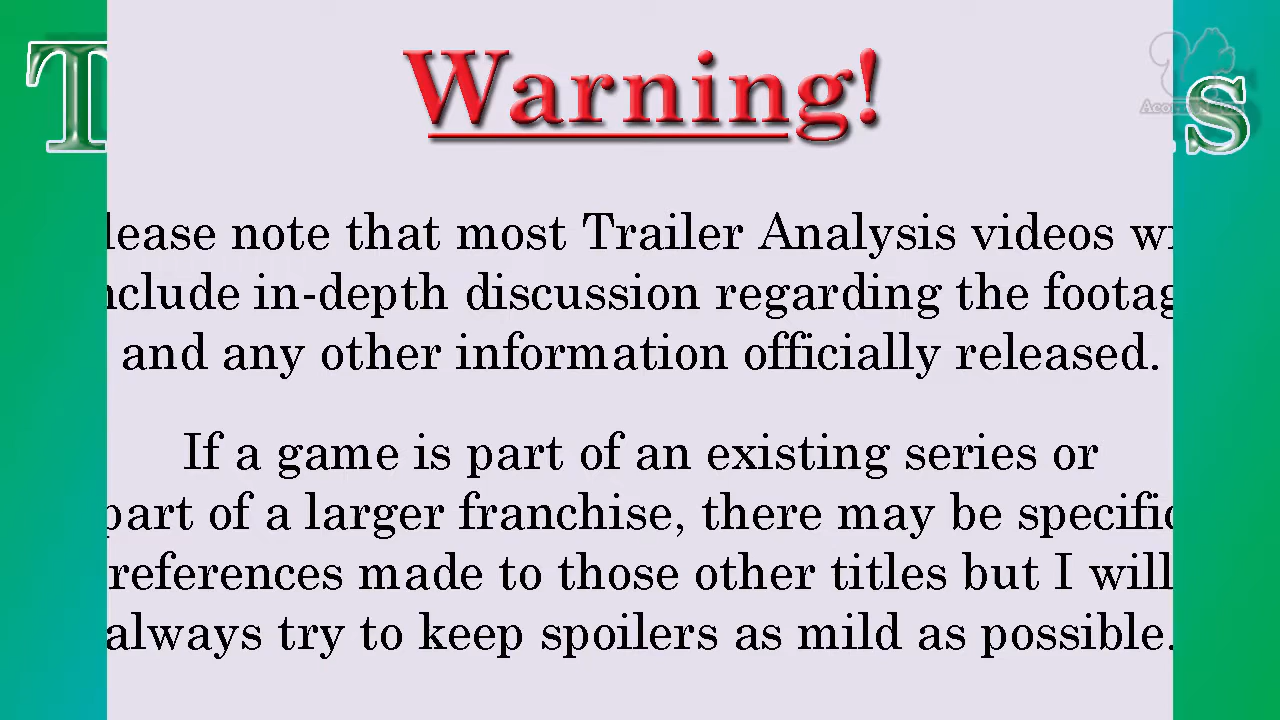 T
Warning!
s
lease note that most Trailer Analysis videos wi
nclude in-depth discussion regarding the footag
and any other information officially released.
If a game is part of an existing series or
part of a larger franchise, there may be specific
references made to those other titles but I will
always try to keep spoilers as mild as possible.